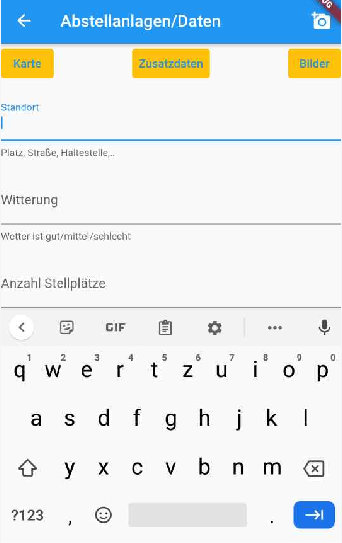 Abstellanlagen/Daten
Karte Zusatzdaten Bilder
Standort
Platz, Straße, Haltestelle,..
Witterung
Wetter ist gut/mittel/schlecht
Anzahl Stellplätze
GIF
1 2 3 4 5 6 7 8 9 0
q w e r t z u i o p
a s d f g h j k l
y x c v b n m
?123 , .